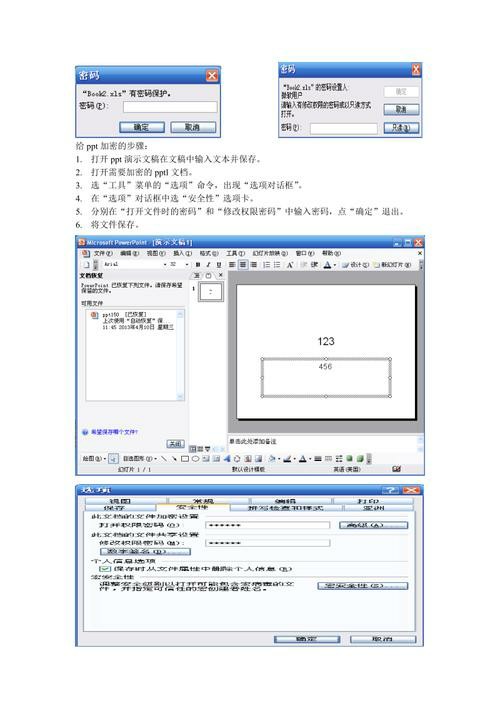 密码
“Book2.xls”有密码保护。
密码(P):
确定 取消
密码
“Book2.xls”的密码设置人:
微软用户
请输入有修改权限的密码或以只读方式打开。
密码(P):
确定
取消
只读(R)
给 ppt 加密的步骤:
1. 打开 ppt 演示文稿在文稿中输入文本并保存。
2. 打开需要加密的 pptl 文档。
3. 选“工具”菜单的“选项”命令,出现“选项对话框”。
4. 在“选项”对话框中选“安全性”选项卡。
5. 分别在“打开文件时的密码”和“修改权限密码”中输入密码,点“确定”退出。
6. 将文件保存。
Microsoft PowerPoint - [演示文稿1]
文件(F) 编辑(E) 视图(V) 插入(I) 格式(O) 工具(T) 幻灯片放映(D) 窗口(W) 帮助(H)
Arial 32 设计(S) 新幻灯片(N)
文档恢复
PowerPoint 已恢复下列文件。请保存希望保留的文件。
可用文件
ppt150 [已恢复]
上次使用“自动恢复”保...
11:45 2013年4月10日 星期三
希望保存哪个文件?
关闭
1
123
456
单击此处添加备注
绘图(R) 自选图形(U)
幻灯片 1 / 1 默认设计模板 英语(美国)
选项
视图 常规 编辑 打印
保存 安全性 拼写检查和样式 亚洲
此文档的文件加密设置
打开权限密码(O): ****** 高级(A)...
此文档的文件共享设置
修改权限密码(M): ******
数字签名(D)...
个人信息选项
保存时从文件属性中删除个人信息(R)
宏安全性
调整安全级别以打开可能包含宏病毒的文件,并指定可信任的宏创建者姓名。
宏安全性(S)...
确定 取消